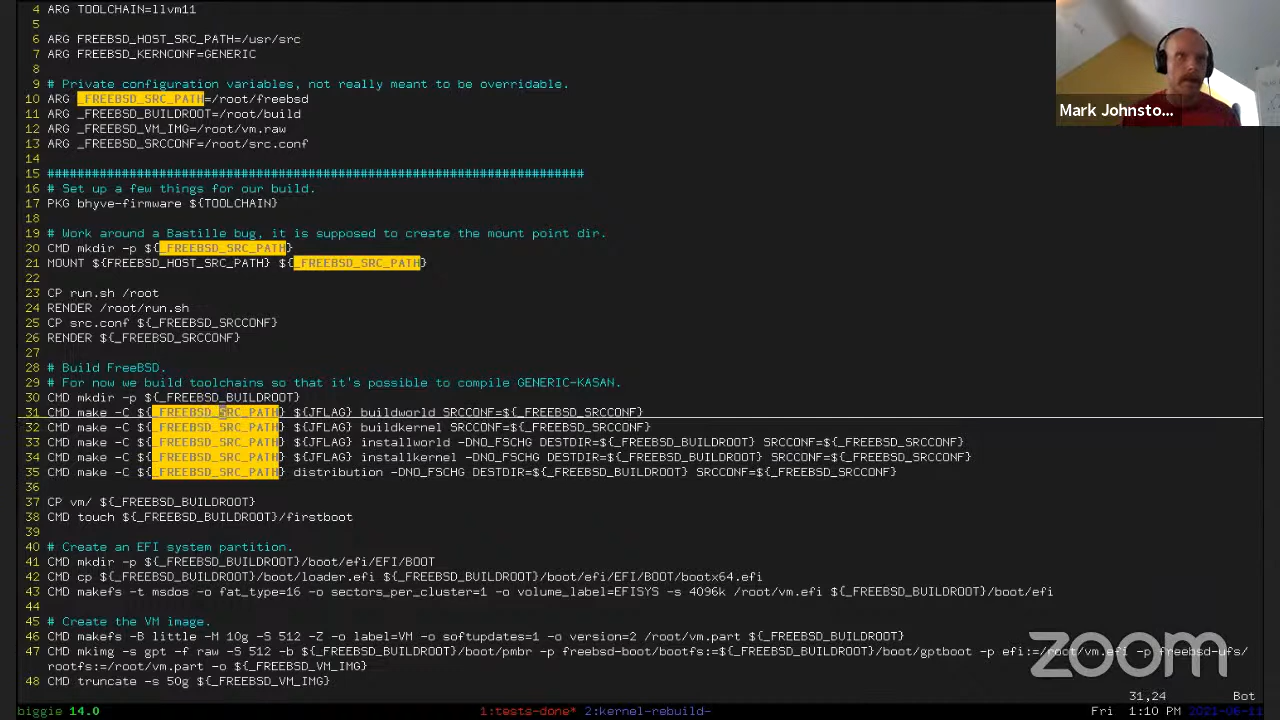 4 ARG TOOLCHAIN=llvm11
5
6 ARG FREEBSD_HOST_SRC_PATH=/usr/src
7 ARG FREEBSD_KERNCONF=GENERIC
8
9 # Private configuration variables, not really meant to be overridable.
10 ARG _FREEBSD_SRC_PATH=/root/freebsd
11 ARG _FREEBSD_BUILDROOT=/root/build
12 ARG _FREEBSD_VM_IMG=/root/vm.raw
13 ARG _FREEBSD_SRCCONF=/root/src.conf
14
15 ########################################################################
16 # Set up a few things for our build.
17 PKG bhyve-firmware ${TOOLCHAIN}
18
19 # Work around a Bastille bug, it is supposed to create the mount point dir.
20 CMD mkdir -p ${_FREEBSD_SRC_PATH}
21 MOUNT ${FREEBSD_HOST_SRC_PATH} ${_FREEBSD_SRC_PATH}
22
23 CP run.sh /root
24 RENDER /root/run.sh
25 CP src.conf ${_FREEBSD_SRCCONF}
26 RENDER ${_FREEBSD_SRCCONF}
27
28 # Build FreeBSD.
29 # For now we build toolchains so that it's possible to compile GENERIC-KASAN.
30 CMD mkdir -p ${_FREEBSD_BUILDROOT}
31 CMD make -C ${_FREEBSD_SRC_PATH} ${JFLAG} buildworld SRCCONF=${_FREEBSD_SRCCONF}
32 CMD make -C ${_FREEBSD_SRC_PATH} ${JFLAG} buildkernel SRCCONF=${_FREEBSD_SRCCONF}
33 CMD make -C ${_FREEBSD_SRC_PATH} ${JFLAG} installworld -DNO_FSCHG DESTDIR=${_FREEBSD_BUILDROOT} SRCCONF=${_FREEBSD_SRCCONF}
34 CMD make -C ${_FREEBSD_SRC_PATH} ${JFLAG} installkernel -DNO_FSCHG DESTDIR=${_FREEBSD_BUILDROOT} SRCCONF=${_FREEBSD_SRCCONF}
35 CMD make -C ${_FREEBSD_SRC_PATH} distribution -DNO_FSCHG DESTDIR=${_FREEBSD_BUILDROOT} SRCCONF=${_FREEBSD_SRCCONF}
36
37 CP vm/ ${_FREEBSD_BUILDROOT}
38 CMD touch ${_FREEBSD_BUILDROOT}/firstboot
39
40 # Create an EFI system partition.
41 CMD mkdir -p ${_FREEBSD_BUILDROOT}/boot/efi/EFI/BOOT
42 CMD cp ${_FREEBSD_BUILDROOT}/boot/loader.efi ${_FREEBSD_BUILDROOT}/boot/efi/EFI/BOOT/bootx64.efi
43 CMD makefs -t msdos -o fat_type=16 -o sectors_per_cluster=1 -o volume_label=EFISYS -s 4096k /root/vm.efi ${_FREEBSD_BUILDROOT}/boot/efi
44
45 # Create the VM image.
46 CMD makefs -B little -M 10g -S 512 -Z -o label=VM -o softupdates=1 -o version=2 /root/vm.part ${_FREEBSD_BUILDROOT}
47 CMD mkimg -s gpt -f raw -S 512 -b ${_FREEBSD_BUILDROOT}/boot/pmbr -p freebsd-boot/bootfs:=${_FREEBSD_BUILDROOT}/boot/gptboot -p efi:=/root/vm.efi -p freebsd-ufs/
rootfs:=/root/vm.part -o ${_FREEBSD_VM_IMG}
48 CMD truncate -s 50g ${_FREEBSD_VM_IMG}
31,24 Bot
biggie 14.0 1:tests-done* 2:kernel-rebuild- Fri 1:10 PM 2021-06-11
Mark Johnsto...
zoom